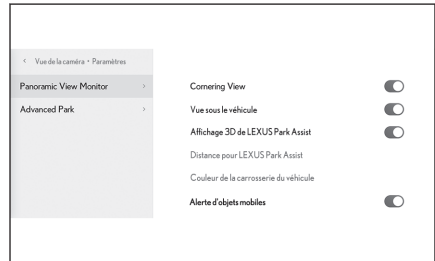 < Vue de la caméra • Paramètres
Panoramic View Monitor >
Advanced Park >
Cornering View
Vue sous le véhicule
Affichage 3D de LEXUS Park Assist
Distance pour LEXUS Park Assist
Couleur de la carrosserie du véhicule
Alerte d'objets mobiles